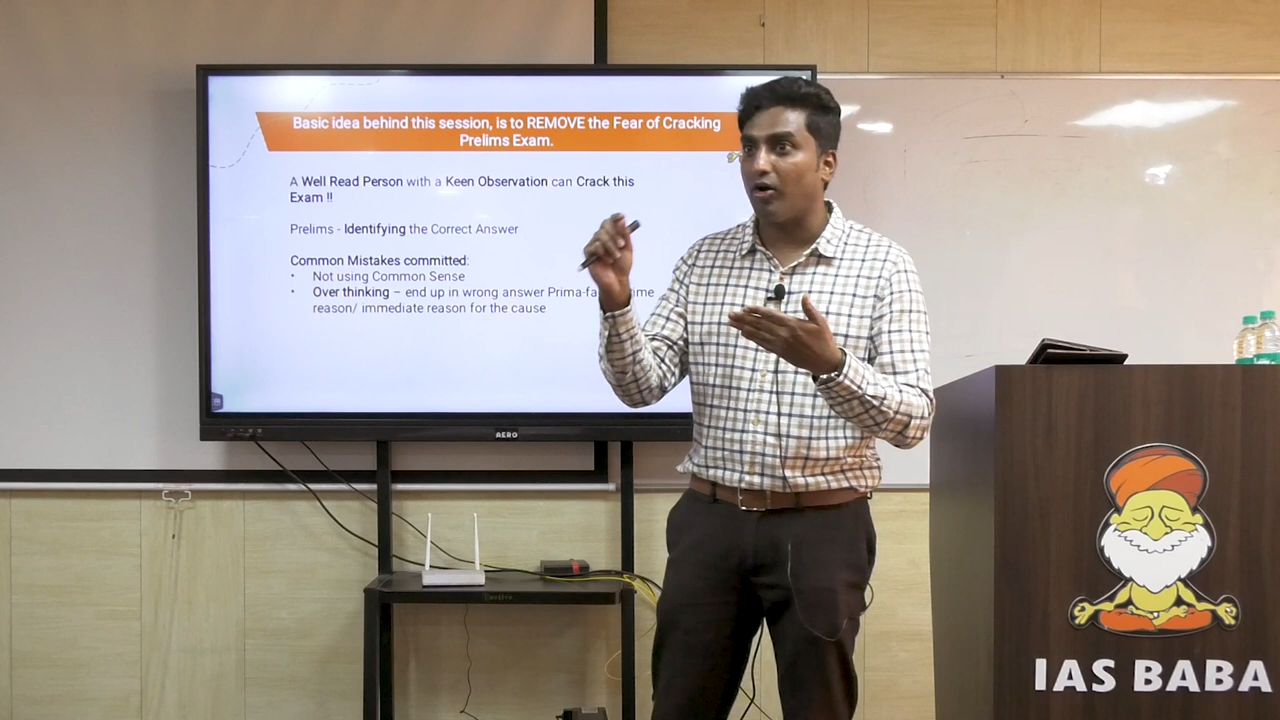 Basic idea behind this session, is to REMOVE the Fear of Cracking
Prelims Exam.
A Well Read Person with a Keen Observation can Crack this
Exam !!
Prelims - Identifying the Correct Answer
Common Mistakes committed:
• Not using Common Sense
• Over thinking – end up in wrong answer Prima-fa
reason/ immediate reason for the cause
AERO
IAS BABA